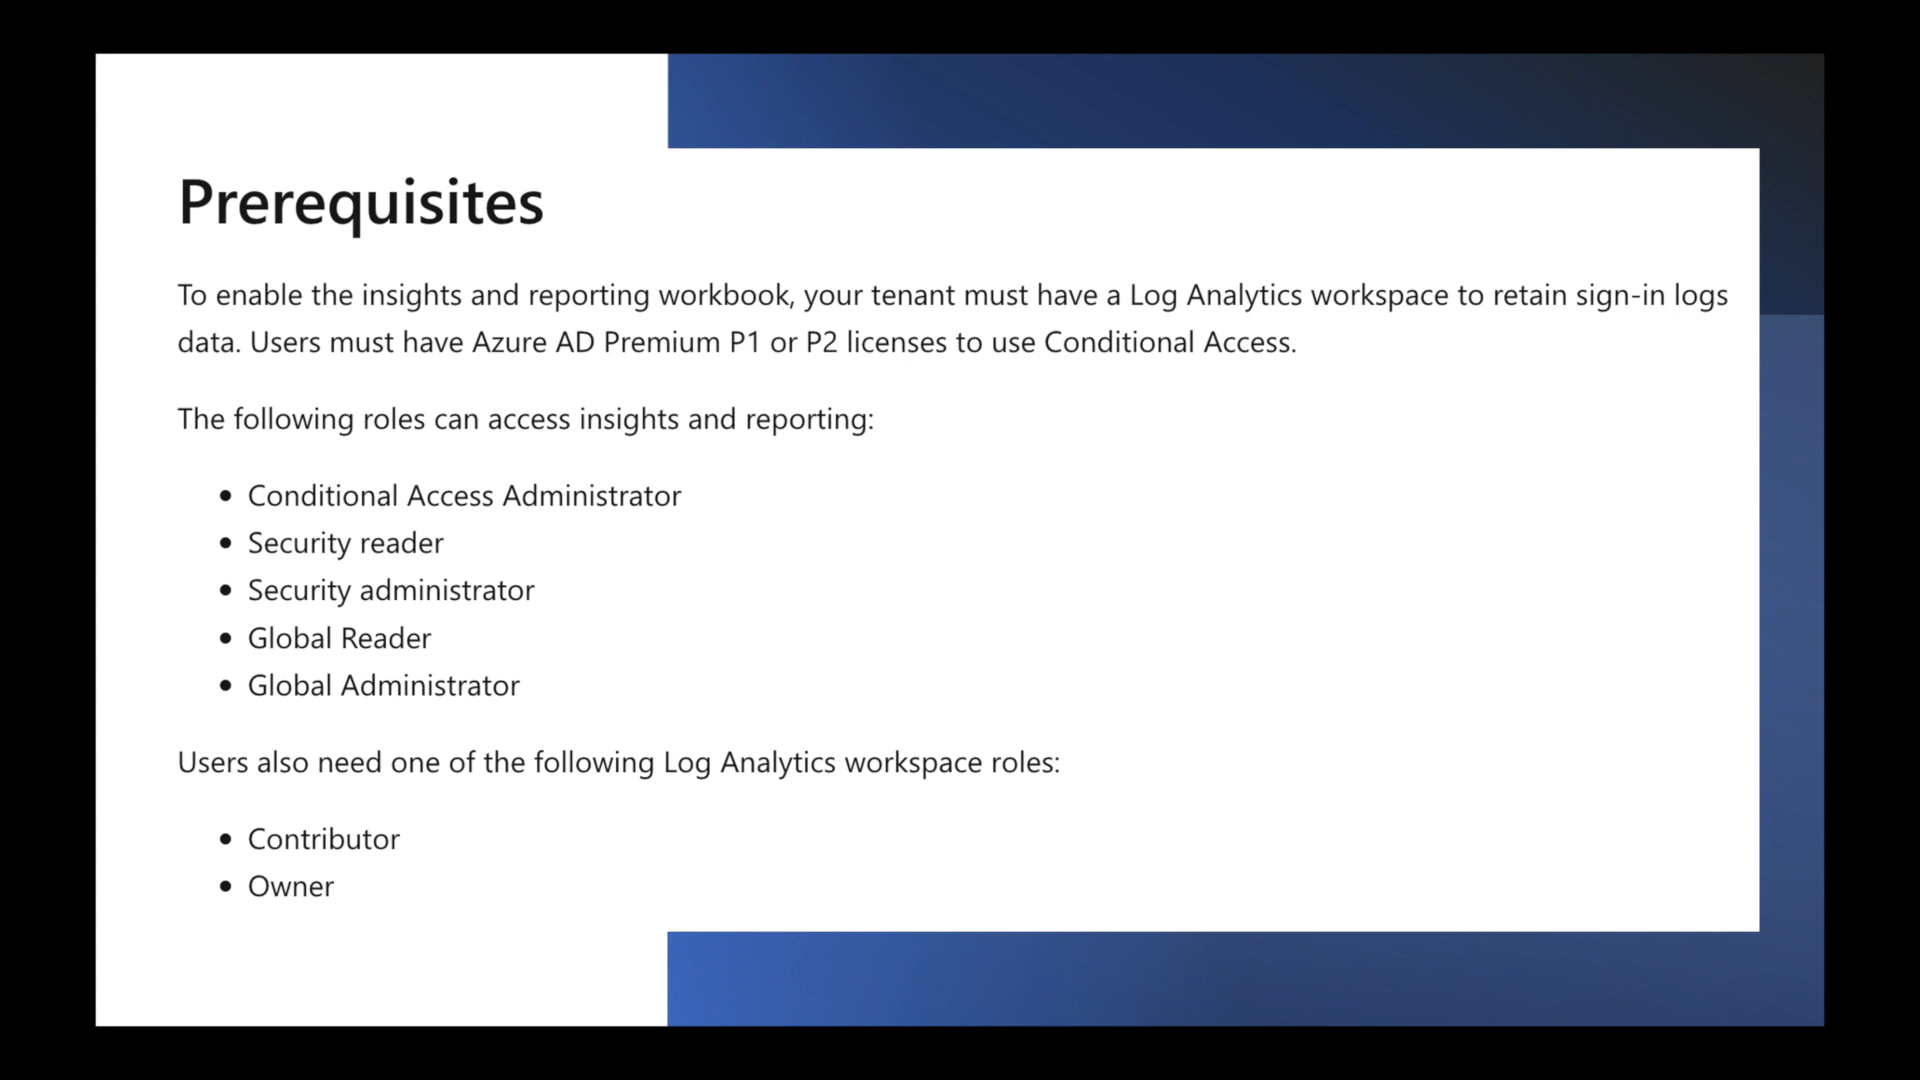 Prerequisites
To enable the insights and reporting workbook, your tenant must have a Log Analytics workspace to retain sign-in logs
data. Users must have Azure AD Premium P1 or P2 licenses to use Conditional Access.
The following roles can access insights and reporting:
• Conditional Access Administrator
• Security reader
• Security administrator
• Global Reader
• Global Administrator
Users also need one of the following Log Analytics workspace roles:
• Contributor
• Owner